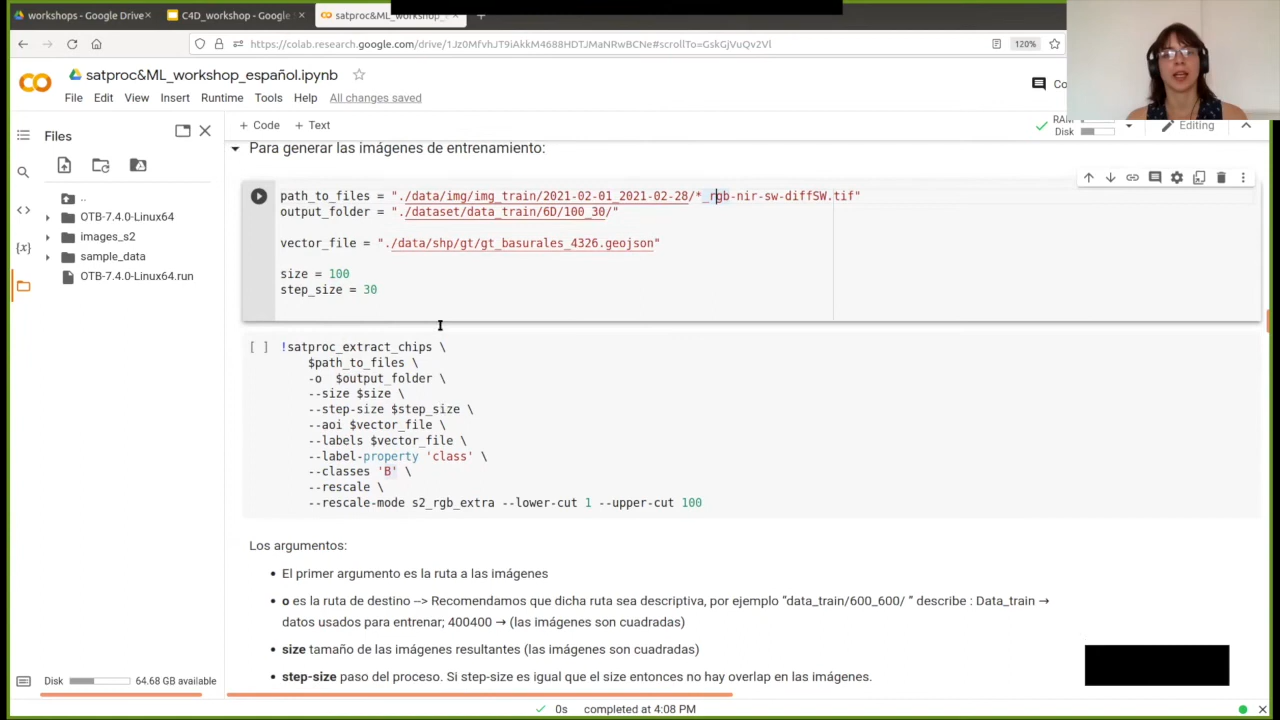 workshops - Google Drive
C4D_workshop - Google S
satproc&ML_workshop_es
https://colab.research.google.com/drive/1Jz0MfvhJT9iAkkM4688HDTJMaNRwBCNe#scrollTo=GskGjVuQv2Vl
120%
satproc&ML_workshop_español.ipynb
File Edit View Insert Runtime Tools Help All changes saved
Co
Files
+ Code + Text
RAM
Disk
Editing
..
OTB-7.4.0-Linux64
images_s2
sample_data
OTB-7.4.0-Linux64.run
Para generar las imágenes de entrenamiento:
path_to_files = "./data/img/img_train/2021-02-01_2021-02-28/*_rgb-nir-sw-diffSW.tif"
output_folder = "./dataset/data_train/6D/100_30/"
vector_file = "./data/shp/gt/gt_basurales_4326.geojson"
size = 100
step_size = 30
[ ] !satproc_extract_chips \
$path_to_files \
-o $output_folder \
--size $size \
--step-size $step_size \
--aoi $vector_file \
--labels $vector_file \
--label-property 'class' \
--classes 'B' \
--rescale \
--rescale-mode s2_rgb_extra --lower-cut 1 --upper-cut 100
Los argumentos:
• El primer argumento es la ruta a las imágenes
• o es la ruta de destino --> Recomendamos que dicha ruta sea descriptiva, por ejemplo "data_train/600_600/ " describe : Data_train →
datos usados para entrenar; 400400 → (las imágenes son cuadradas)
• size tamaño de las imágenes resultantes (las imágenes son cuadradas)
• step-size paso del proceso. Si step-size es igual que el size entonces no hay overlap en las imágenes.
Disk 64.68 GB available
0s completed at 4:08 PM